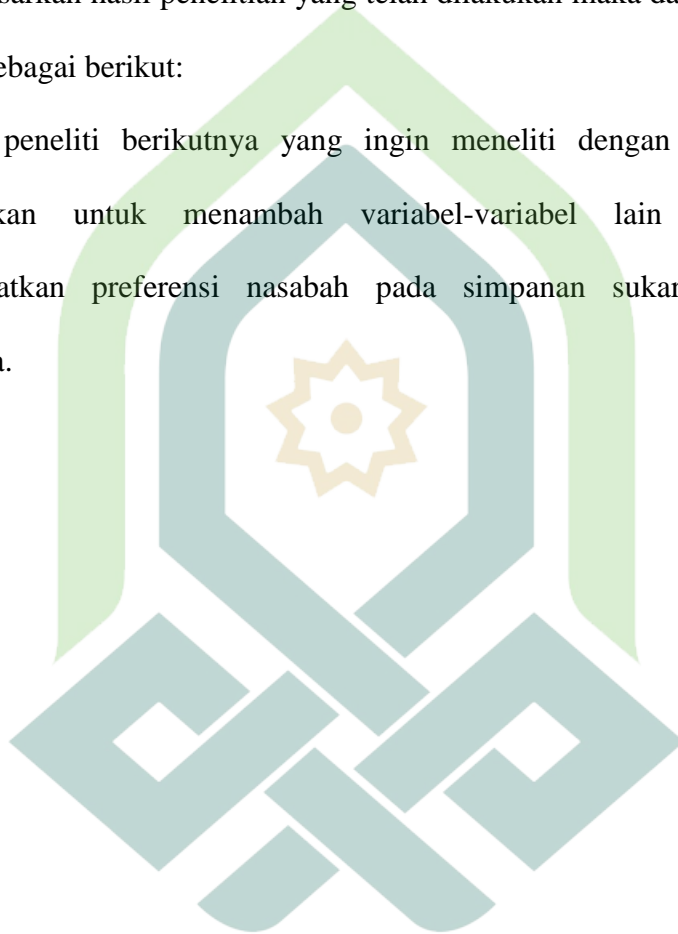 sarkan hasil penelitian yang telah dilakukan maka da
ebagai berikut:
peneliti berikutnya yang ingin meneliti dengan
kan untuk menambah variabel-variabel lain
atkan preferensi nasabah pada simpanan sukar
a.